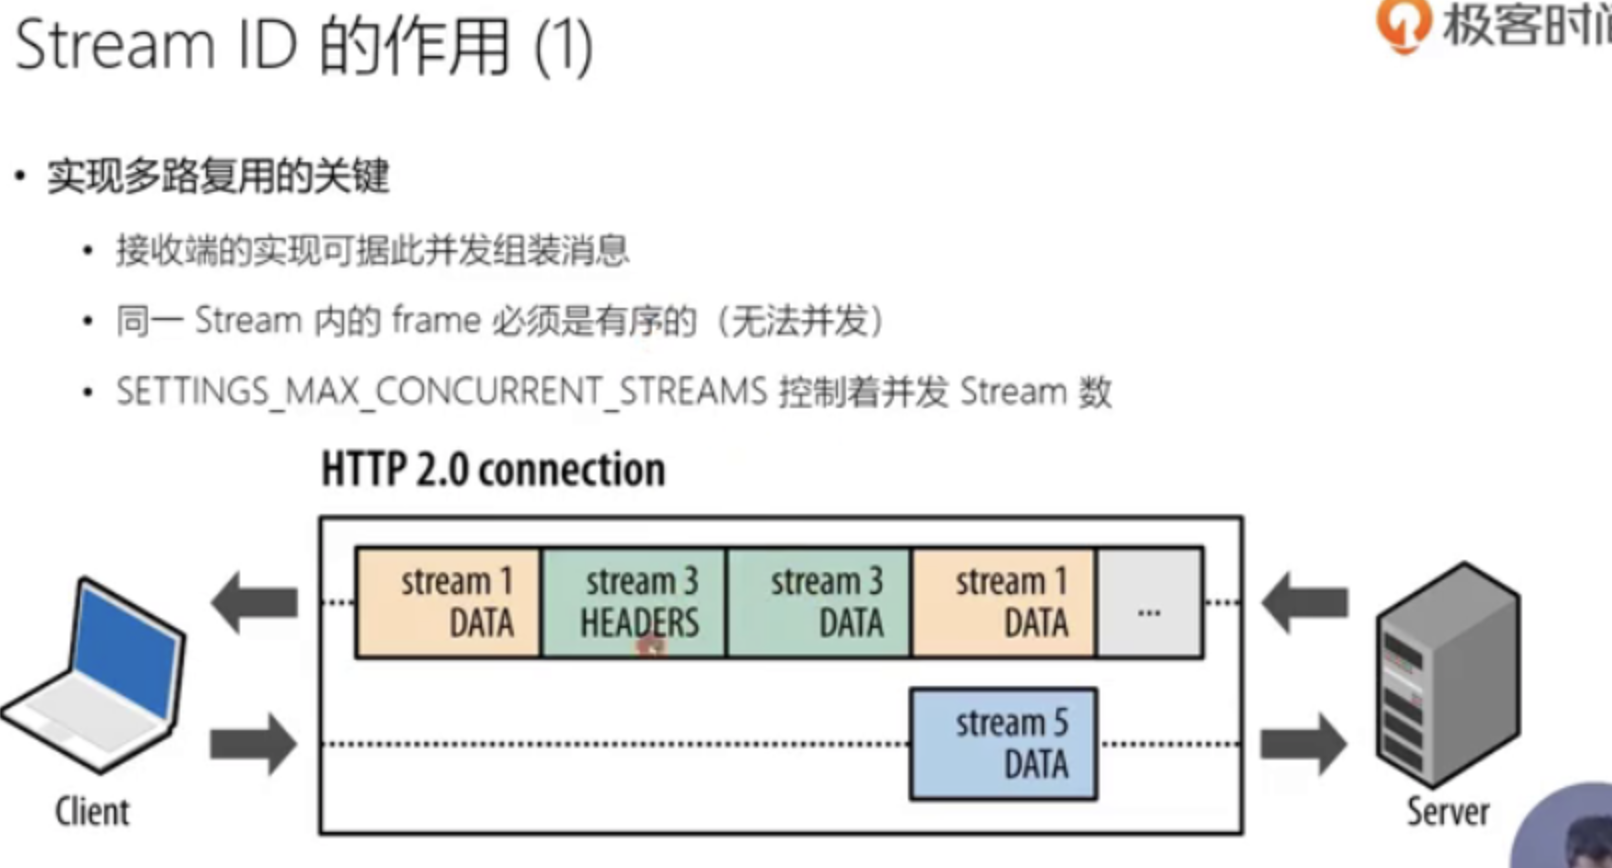 Stream ID 的作用 (1)
极客时间
• 实现多路复用的关键
• 接收端的实现可据此并发组装消息
• 同一 Stream 内的 frame 必须是有序的（无法并发）
• SETTINGS_MAX_CONCURRENT_STREAMS 控制着并发 Stream 数
HTTP 2.0 connection
stream 1
DATA
stream 3
HEADERS
stream 3
DATA
stream 1
DATA
...
stream 5
DATA
Client
Server